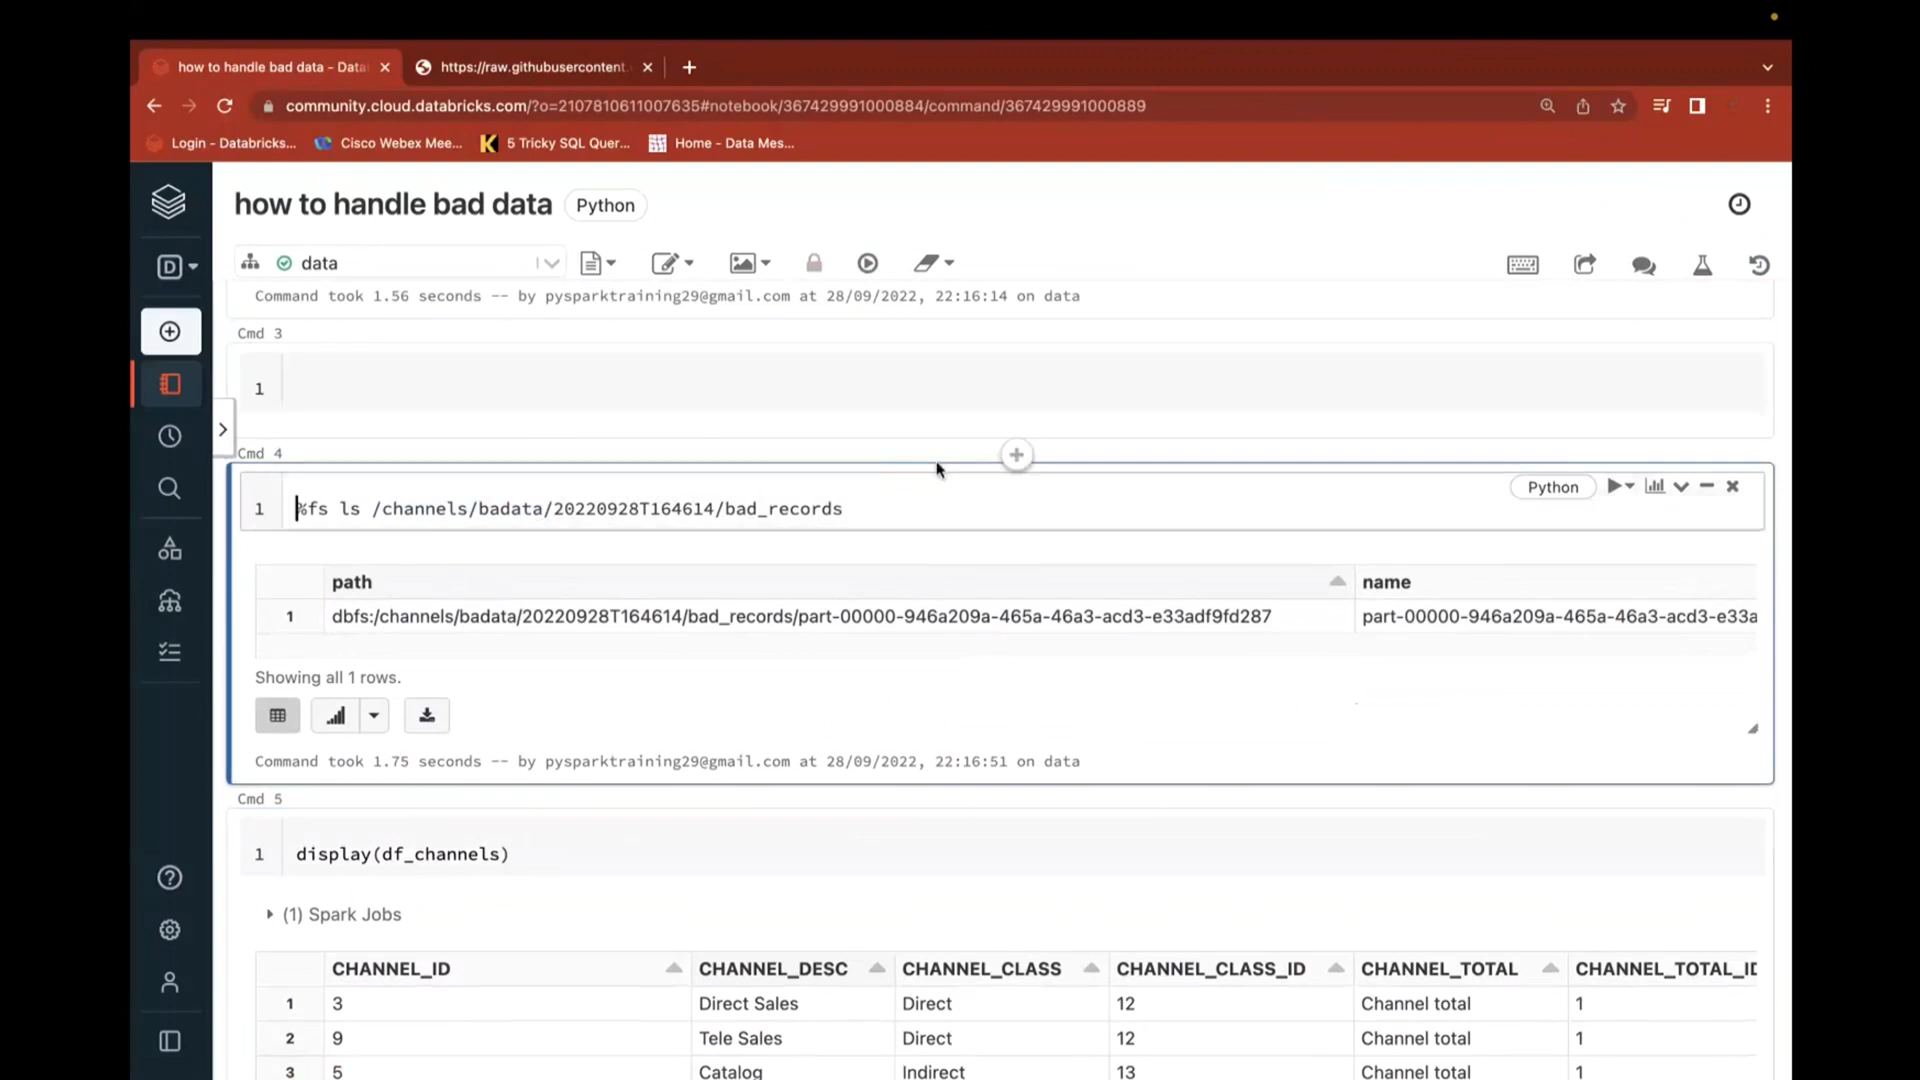 how to handle bad data - Data
https://raw.githubusercontent.
community.cloud.databricks.com/?o=2107810611007635#notebook/367429991000884/command/367429991000889
Login - Databricks...
Cisco Webex Mee...
K
5 Tricky SQL Quer...
Home - Data Mes...
how to handle bad data
Python
D
data
Command took 1.56 seconds -- by pysparktraining29@gmail.com at 28/09/2022, 22:16:14 on data
Cmd 3
1
Cmd 4
1 %fs ls /channels/badata/20220928T164614/bad_records
Python
path name
1 dbfs:/channels/badata/20220928T164614/bad_records/part-00000-946a209a-465a-46a3-acd3-e33adf9fd287 part-00000-946a209a-465a-46a3-acd3-e33a
Showing all 1 rows.
Command took 1.75 seconds -- by pysparktraining29@gmail.com at 28/09/2022, 22:16:51 on data
Cmd 5
1 display(df_channels)
(1) Spark Jobs
CHANNEL_ID CHANNEL_DESC CHANNEL_CLASS CHANNEL_CLASS_ID CHANNEL_TOTAL CHANNEL_TOTAL_ID
1 3 Direct Sales Direct 12 Channel total 1
2 9 Tele Sales Direct 12 Channel total 1
3 5 Catalog Indirect 13 Channel total 1